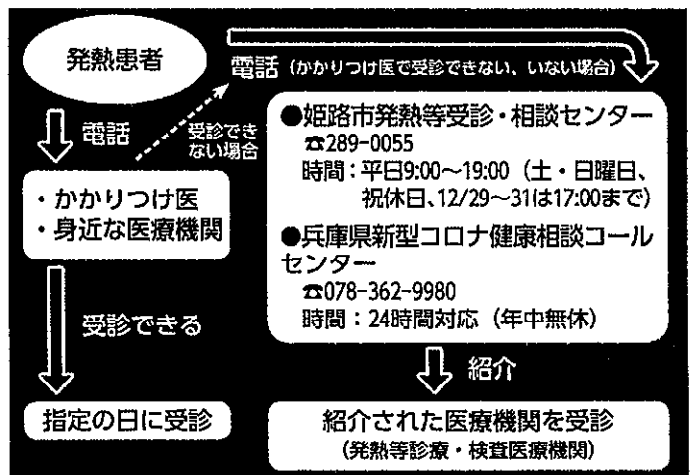 発熱患者
電話 (かかりつけ医で受診できない、いない場合)
電話
受診でき
ない場合
・かかりつけ医
・身近な医療機関
受診できる
指定の日に受診
●姫路市発熱等受診・相談センター
☎289-0055
時間：平日9:00〜19:00（土・日曜日、
祝休日、12/29〜31は17:00まで）
●兵庫県新型コロナ健康相談コール
センター
☎078-362-9980
時間：24時間対応（年中無休）
紹介
紹介された医療機関を受診
(発熱等診療・検査医療機関)